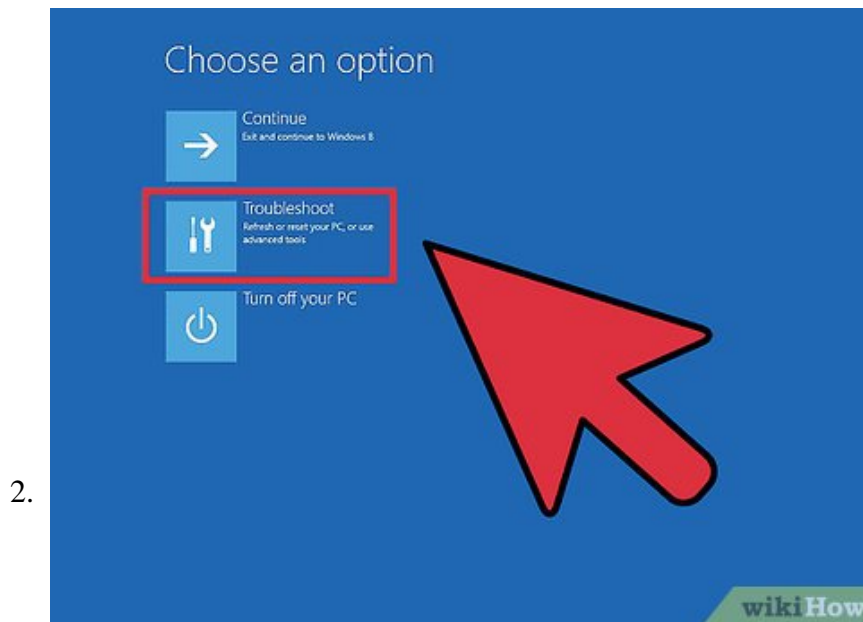 Choose an option
Continue
Exit and continue to Windows 8
Troubleshoot
Refresh or reset your PC, or use
advanced tools
Turn off your PC
2.
wikiHow